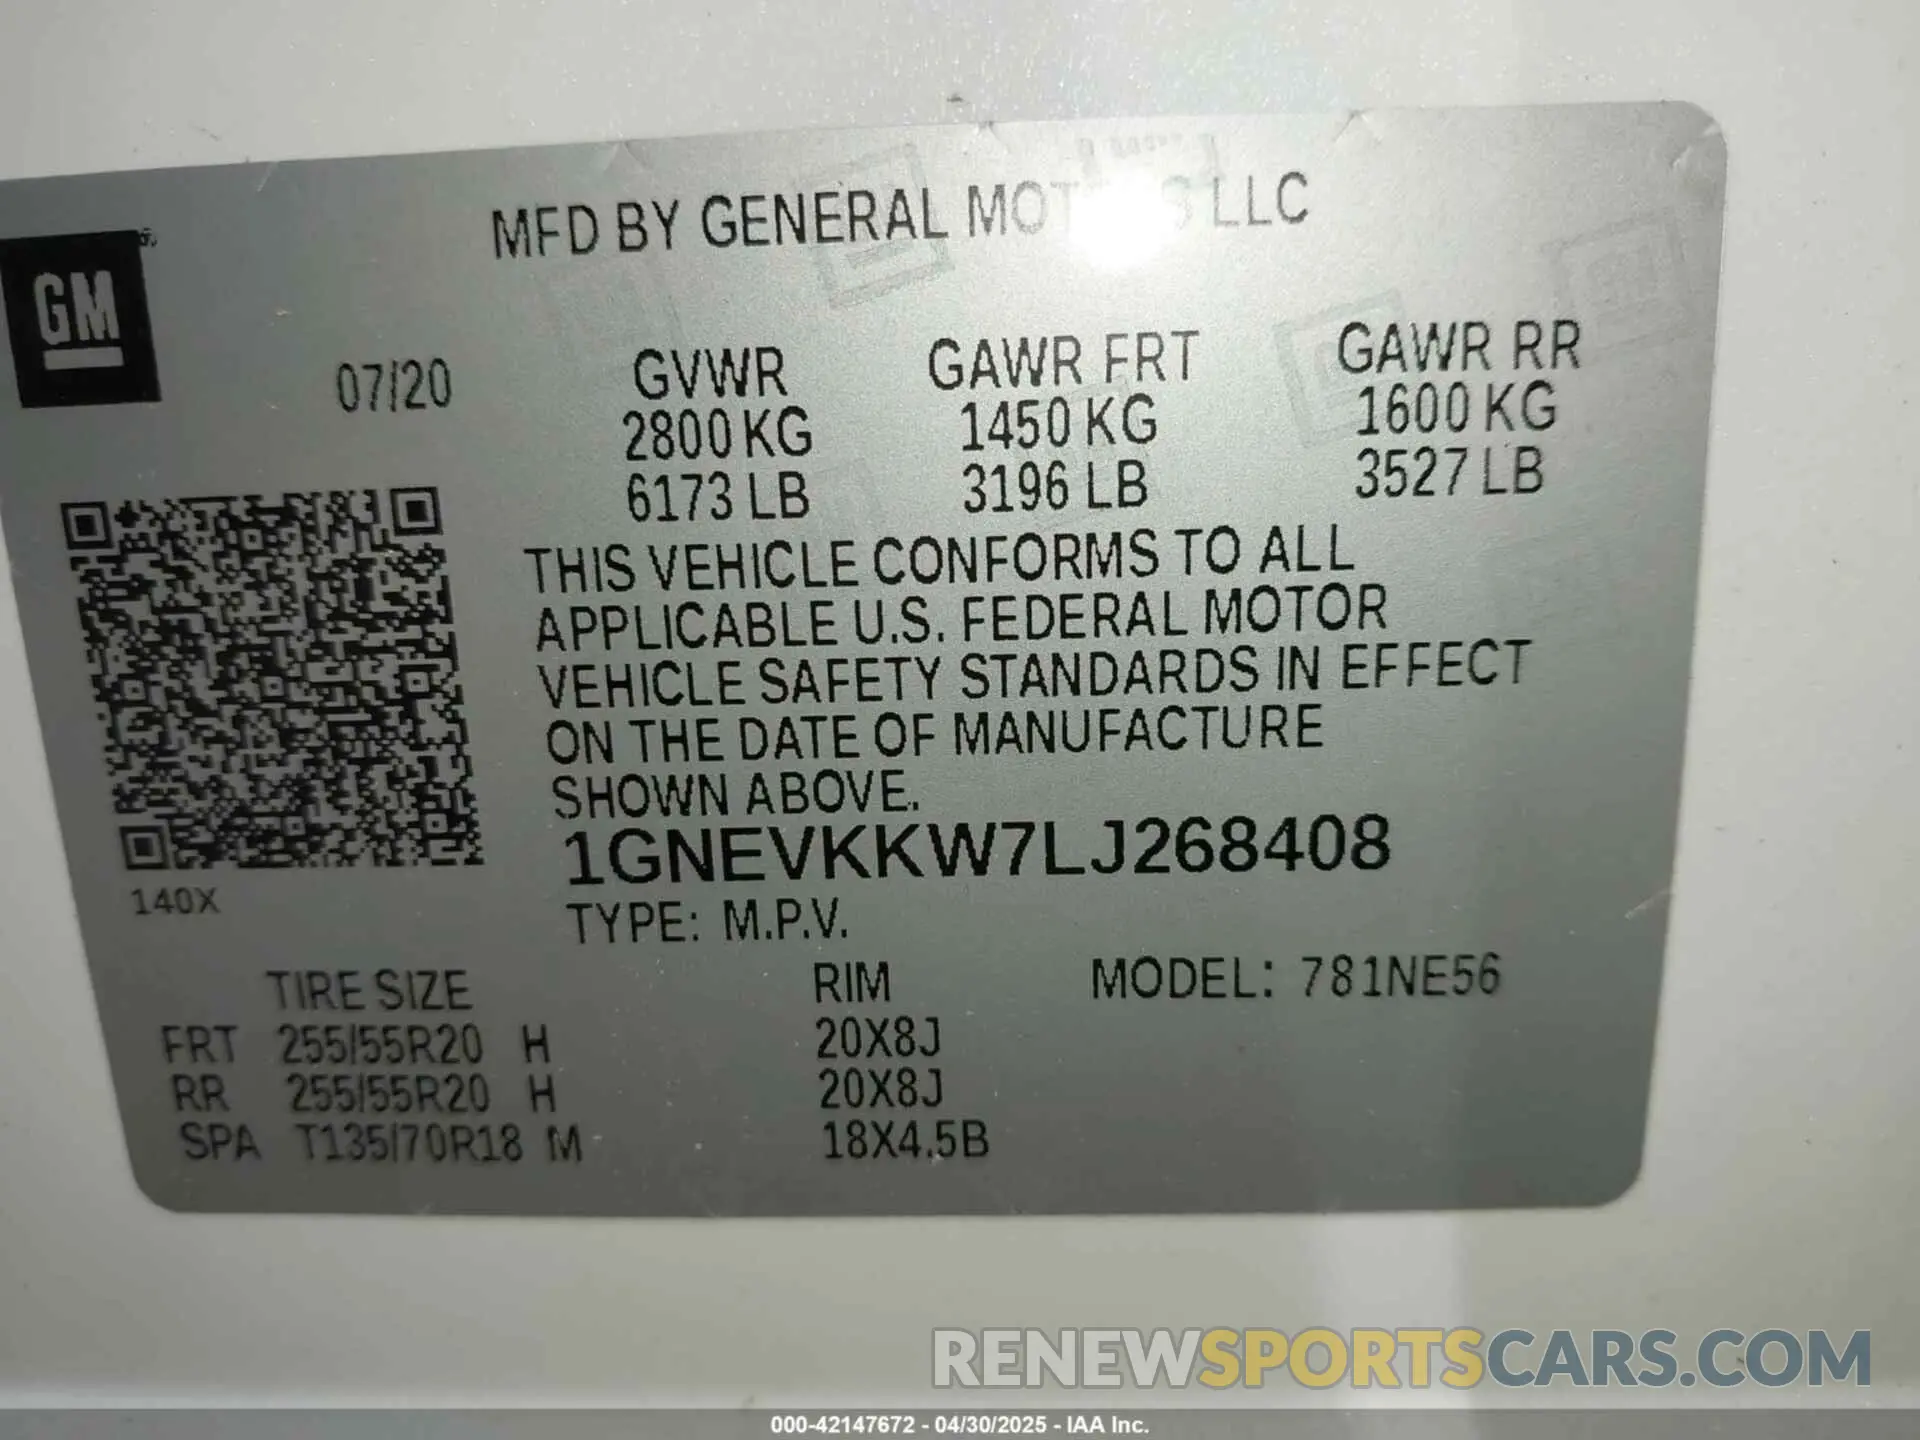 MFD BY GENERAL MOTORS LLC
GM
07/20
GVWR GAWR FRT GAWR RR
2800 KG 1450 KG 1600 KG
6173 LB 3196 LB 3527 LB
THIS VEHICLE CONFORMS TO ALL
APPLICABLE U.S. FEDERAL MOTOR
VEHICLE SAFETY STANDARDS IN EFFECT
ON THE DATE OF MANUFACTURE
SHOWN ABOVE.
1GNEVKKW7LJ268408
140X
TYPE: M.P.V.
TIRE SIZE RIM MODEL: 781NE56
FRT 255/55R20 H 20X8J
RR 255/55R20 H 20X8J
SPA T135/70R18 M 18X4.5B
RENEWSPORTSCARS.COM
000-42147672 - 04/30/2025 - IAA Inc.